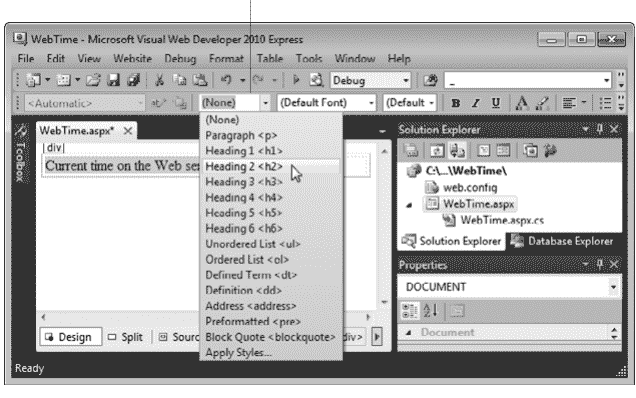 WebTime - Microsoft Visual Web Developer 2010 Express
File Edit View Website Debug Format Table Tools Window Help
Debug
<Automatic> (None) (Default Font) (Default B I U A
Toolbox
WebTime.aspx* ×
|div|
Current time on the Web ser
(None)
Paragraph <p>
Heading 1 <h1>
Heading 2 <h2>
Heading 3 <h3>
Heading 4 <h4>
Heading 5 <h5>
Heading 6 <h6>
Unordered List <ul>
Ordered List <ol>
Defined Term <dt>
Definition <dd>
Address <address>
Preformatted <pre>
Block Quote <blockquote>
Apply Styles...
Design Split Sourc div>
Solution Explorer
C:\...\WebTime\
web.config
WebTime.aspx
WebTime.aspx.cs
Solution Explorer Database Explorer
Properties
DOCUMENT
Document
Ready